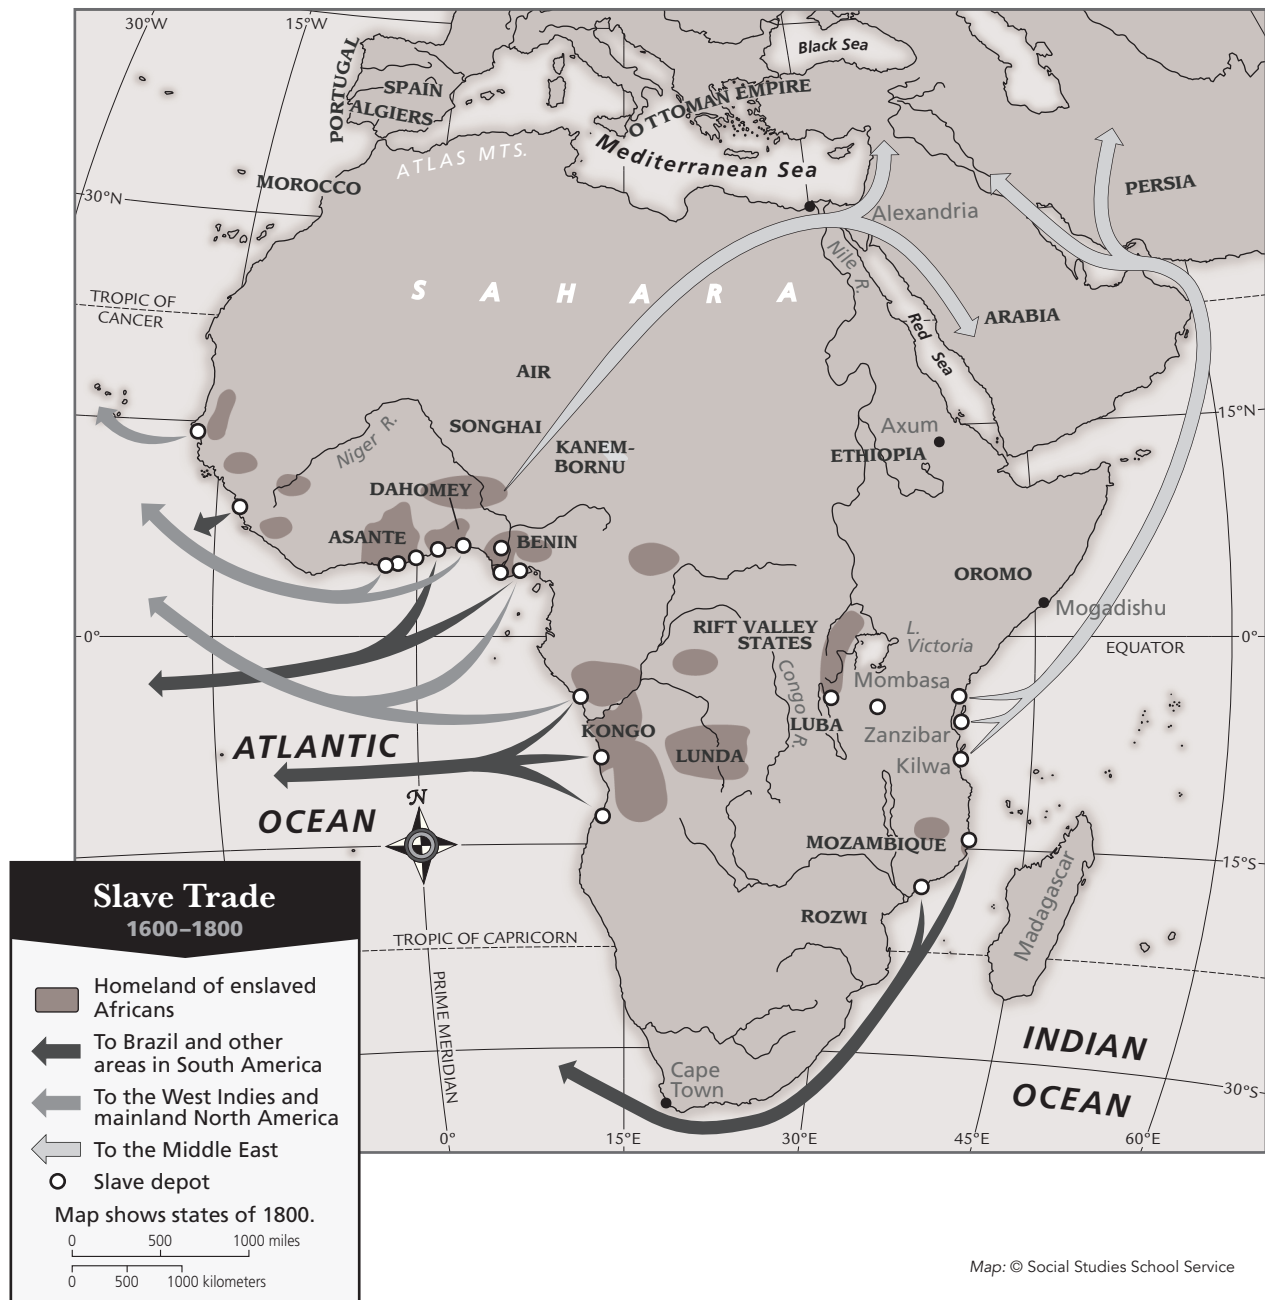 30°W
15°W
Black Sea
PORTUGAL
SPAIN
ALGIERS
OTTOMAN EMPIRE
ATLAS MTS.
Mediterranean Sea
MOROCCO
PERSIA
30°N
Alexandria
Nile R.
SAHARA
TROPIC OF
CANCER
ARABIA
Red Sea
AIR
15°N
SONGHAI
Niger R.
Axum
KANEM-
BORNU
ETHIOPIA
DAHOMEY
ASANTE
BENIN
OROMO
Mogadishu
0°
RIFT VALLEY
STATES
L.
Victoria
0°
EQUATOR
Congo R.
Mombasa
KONGO
LUBA
Zanzibar
ATLANTIC
OCEAN
LUNDA
Kilwa
N
MOZAMBIQUE
15°S
Madagascar
ROZWI
TROPIC OF CAPRICORN
PRIME MERIDIAN
INDIAN
OCEAN
Cape
Town
30°S
0°
15°E
30°E
45°E
60°E
Slave Trade
1600–1800
Homeland of enslaved
Africans
To Brazil and other
areas in South America
To the West Indies and
mainland North America
To the Middle East
Slave depot
Map shows states of 1800.
0 500 1000 miles
0 500 1000 kilometers
Map: © Social Studies School Service